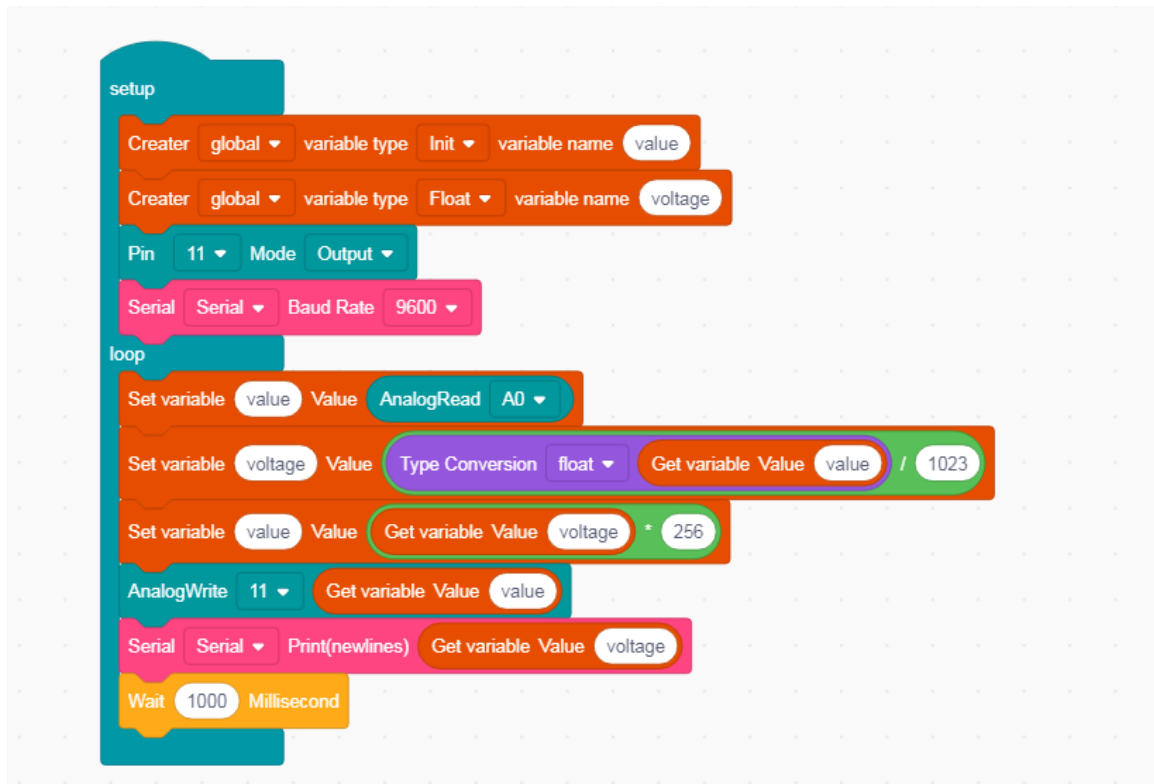 setup
Creater global variable type Init variable name value
Creater global variable type Float variable name voltage
Pin 11 Mode Output
Serial Serial Baud Rate 9600
loop
Set variable value Value AnalogRead A0
Set variable voltage Value Type Conversion float Get variable Value value / 1023
Set variable value Value Get variable Value voltage * 256
AnalogWrite 11 Get variable Value value
Serial Serial Print(newlines) Get variable Value voltage
Wait 1000 Millisecond